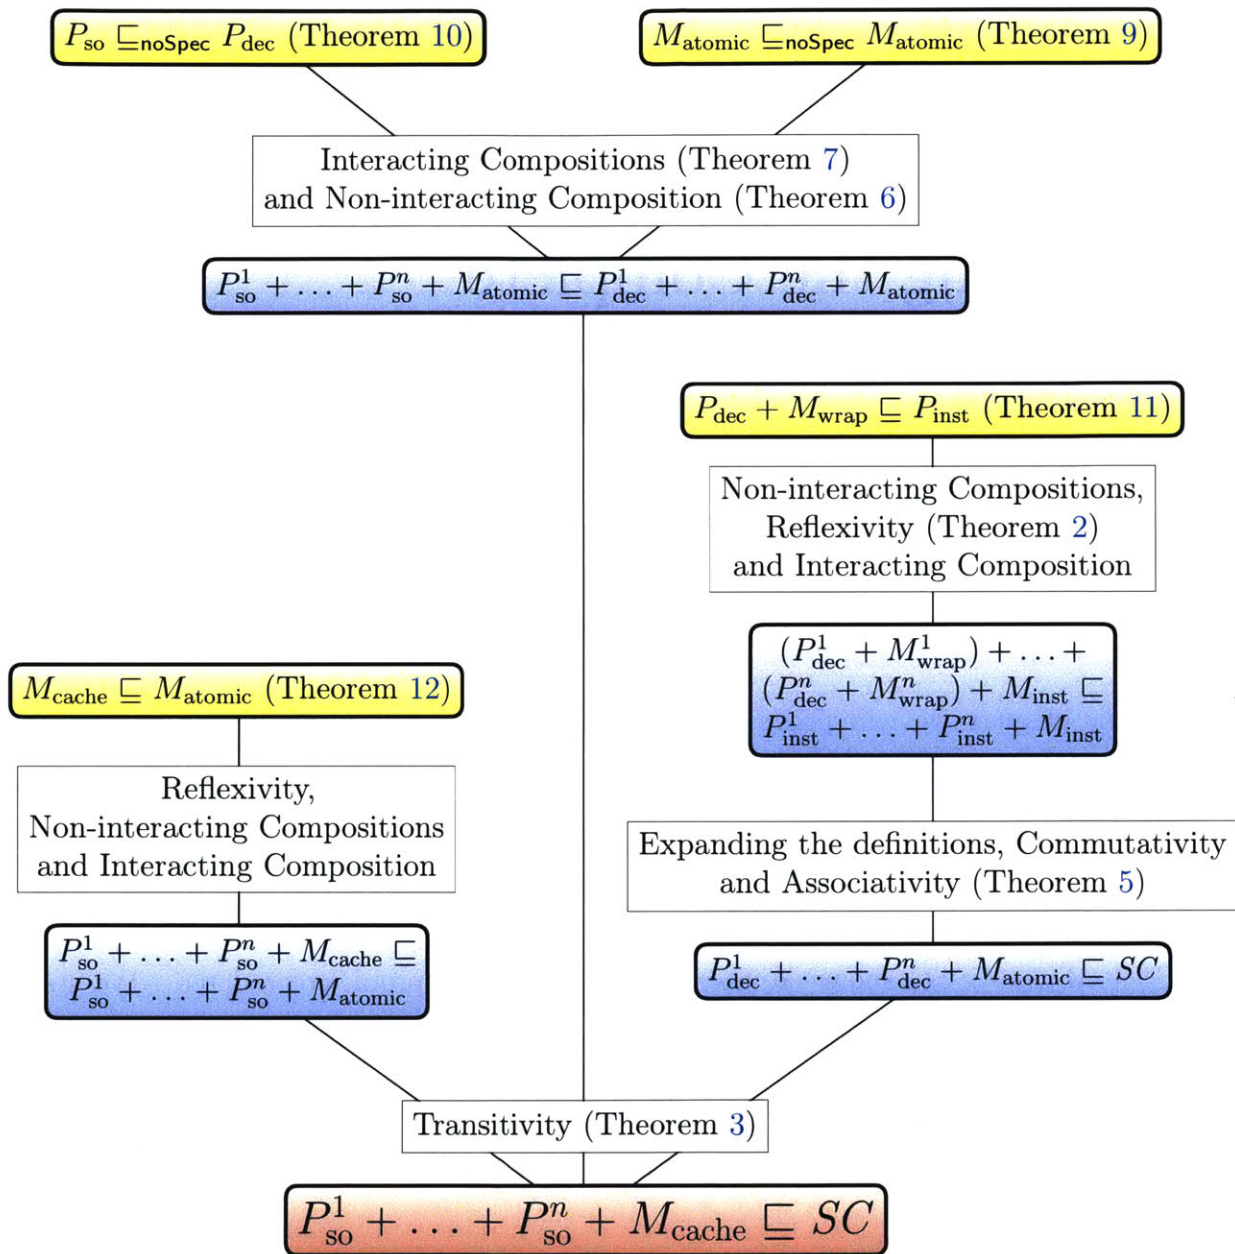 P_so ⊑_noSpec P_dec (Theorem 10)
M_atomic ⊑_noSpec M_atomic (Theorem 9)
Interacting Compositions (Theorem 7)
and Non-interacting Composition (Theorem 6)
P^1_so + … + P^n_so + M_atomic ⊑ P^1_dec + … + P^n_dec + M_atomic
P_dec + M_wrap ⊑ P_inst (Theorem 11)
Non-interacting Compositions,
Reflexivity (Theorem 2)
and Interacting Composition
(P^1_dec + M^1_wrap) + … +
(P^n_dec + M^n_wrap) + M_inst ⊑
P^1_inst + … + P^n_inst + M_inst
M_cache ⊑ M_atomic (Theorem 12)
Reflexivity,
Non-interacting Compositions
and Interacting Composition
Expanding the definitions, Commutativity
and Associativity (Theorem 5)
P^1_so + … + P^n_so + M_cache ⊑
P^1_so + … + P^n_so + M_atomic
P^1_dec + … + P^n_dec + M_atomic ⊑ SC
Transitivity (Theorem 3)
P^1_so + … + P^n_so + M_cache ⊑ SC